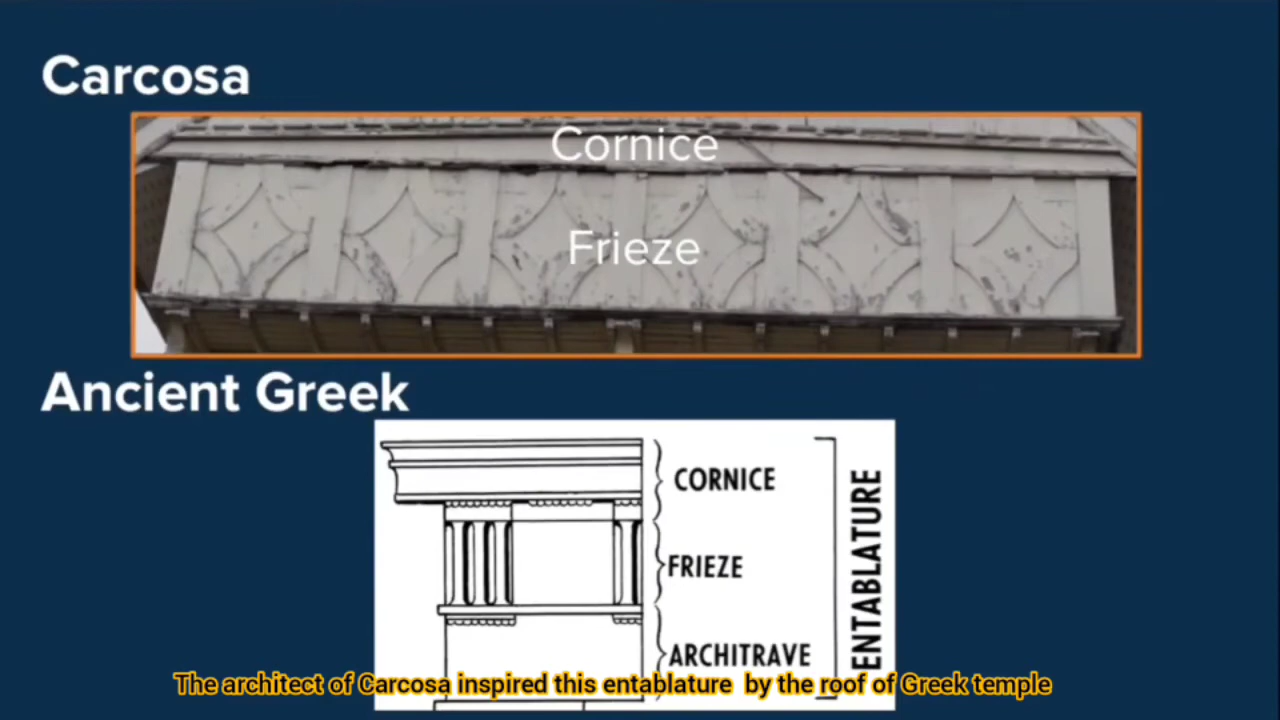 Carcosa
Cornice
Frieze
Ancient Greek
CORNICE
FRIEZE
ARCHITRAVE
ENTABLATURE
The architect of Carcosa inspired this entablature by the roof of Greek temple